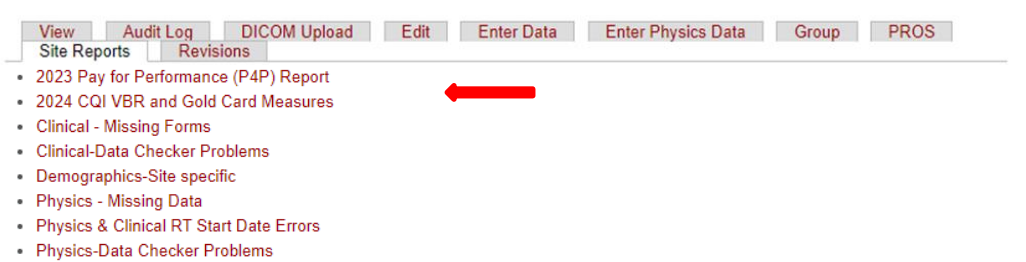 View Audit Log DICOM Upload Edit Enter Data Enter Physics Data Group PROS
Site Reports Revisions
2023 Pay for Performance (P4P) Report
2024 CQI VBR and Gold Card Measures
Clinical - Missing Forms
Clinical-Data Checker Problems
Demographics-Site specific
Physics - Missing Data
Physics & Clinical RT Start Date Errors
Physics-Data Checker Problems